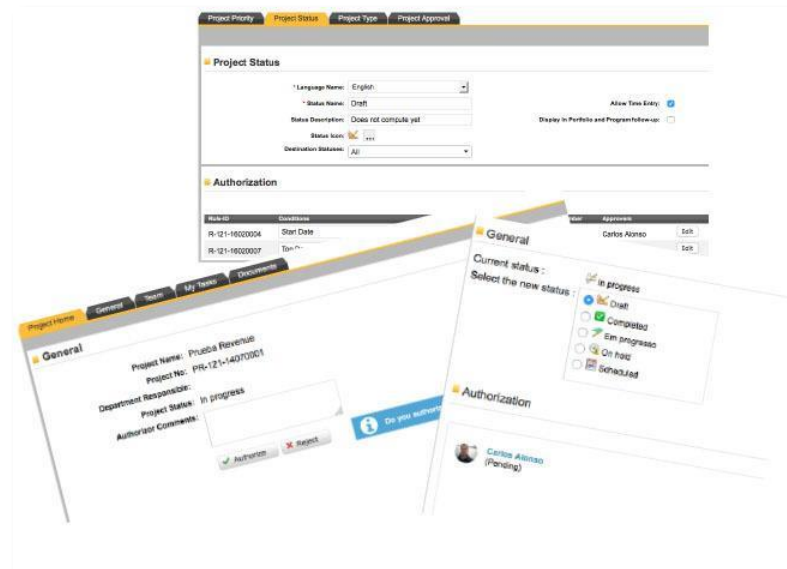 Project Priority
Project Status
Project Type
Project Approval
Project Status
* Language Name: English
* Status Name: Draft
Allow Time Entry:
Status Description: Does not compute yet
Display in Portfolio and Program follow-up:
Status Icon: ...
Destination Statuses: All
Authorization
Rule-ID Conditions Approvers
R-121-16020004 Start Date Carlos Alonso Edit
R-121-16020007 Edit
Project Home
General
Team
My Tasks
Documents
General
Project Name: Prueba Revenue
Project No: PR-121-14070001
Department Responsible:
Project Status: In progress
Authorizor Comments:
Authorize
Reject
Do you
General
Current status : In progress
Select the new status :
Draft
Completed
Em progresso
On hold
Scheduled
Authorization
Carlos Alonso
(Pending)